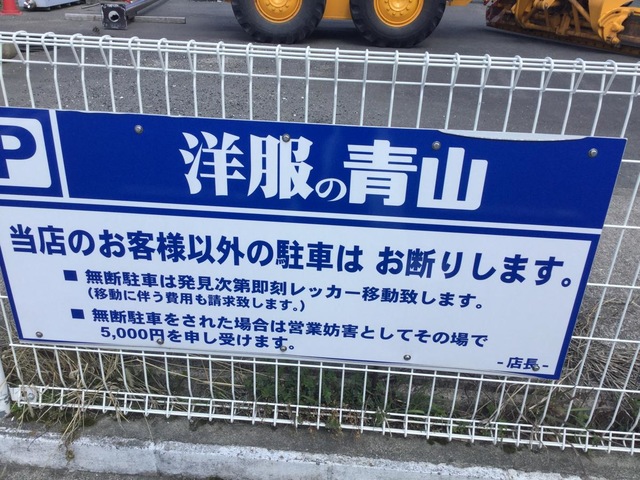 P
洋服の青山
当店のお客様以外の駐車は お断りします。
■ 無断駐車は発見次第即刻レッカー移動致します。
(移動に伴う費用も請求致します。)
■ 無断駐車をされた場合は営業妨害としてその場で
5,000円を申し受けます。
- 店長 -